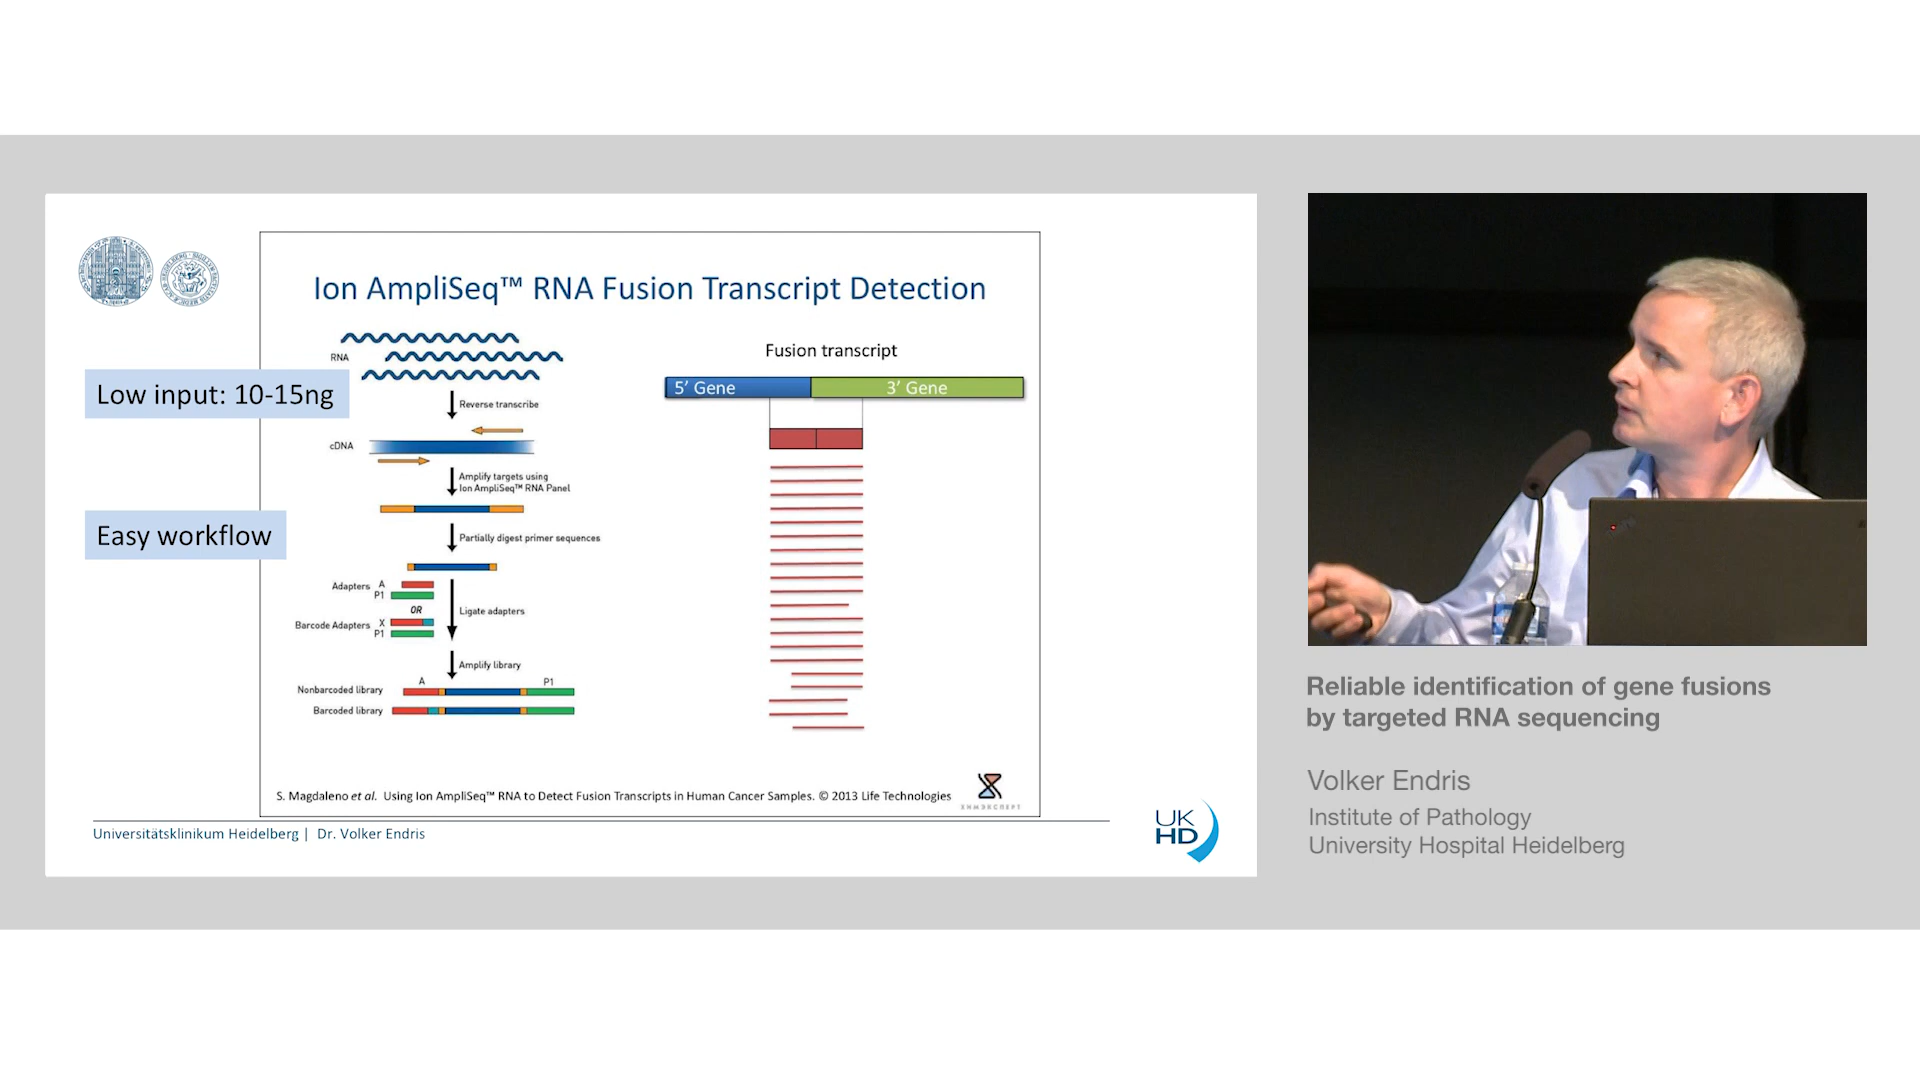 Ion AmpliSeq™ RNA Fusion Transcript Detection
RNA
Low input: 10-15ng
Reverse transcribe
cDNA
Amplify targets using
Ion AmpliSeq™ RNA Panel
Easy workflow
Partially digest primer sequences
Adapters A
P1
OR
Barcode Adapters X
P1
Ligate adapters
Amplify library
A P1
Nonbarcoded library
Barcoded library
Fusion transcript
5’ Gene 3’ Gene
S. Magdaleno et al. Using Ion AmpliSeq™ RNA to Detect Fusion Transcripts in Human Cancer Samples. © 2013 Life Technologies
Universitätsklinikum Heidelberg | Dr. Volker Endris
UK
HD
Reliable identification of gene fusions
by targeted RNA sequencing
Volker Endris
Institute of Pathology
University Hospital Heidelberg